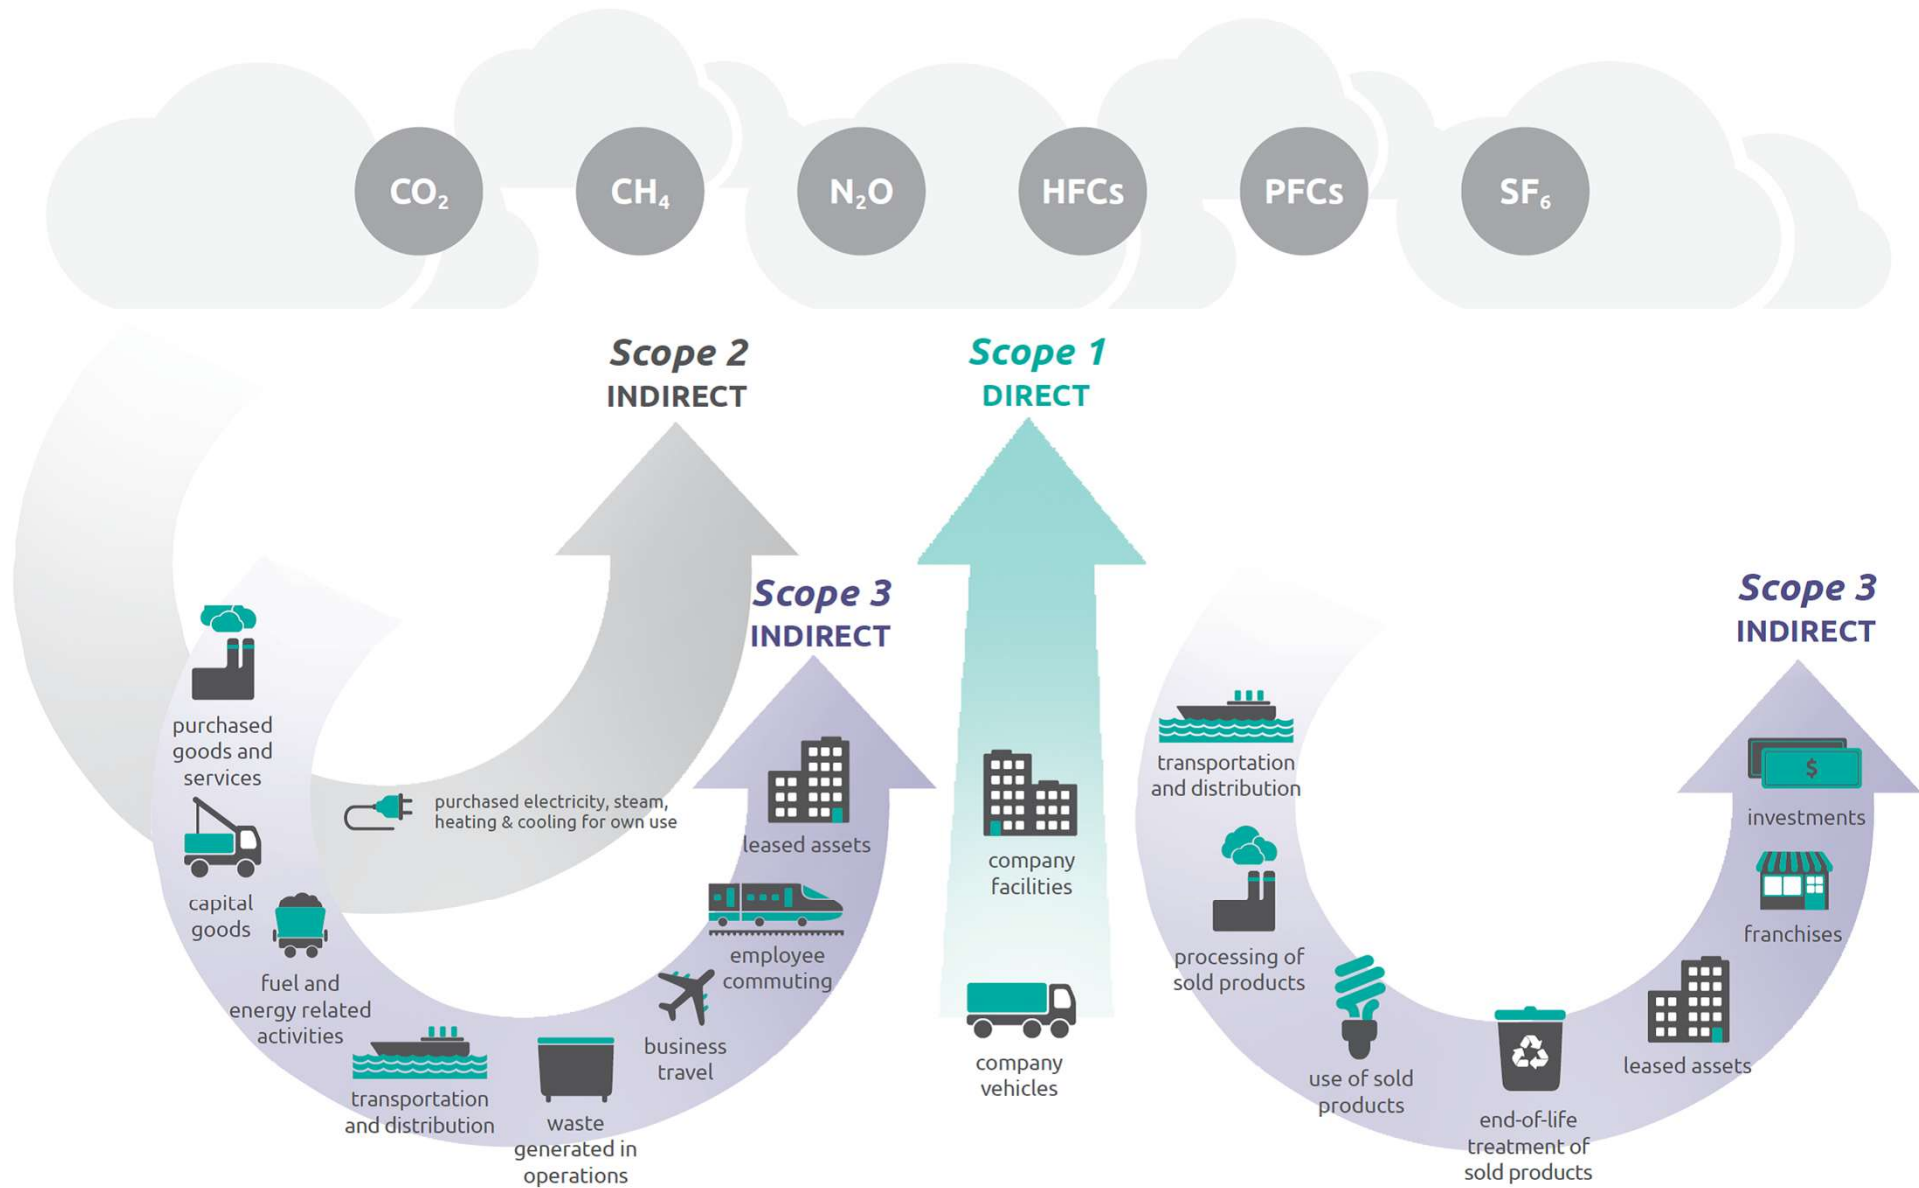 CO₂
CH₄
N₂O
HFCs
PFCs
SF₆
Scope 2
INDIRECT
Scope 1
DIRECT
Scope 3
INDIRECT
Scope 3
INDIRECT
purchased
goods and
services
capital
goods
fuel and
energy related
activities
transportation
and distribution
waste
generated in
operations
business
travel
employee
commuting
leased assets
purchased electricity, steam,
heating & cooling for own use
company
facilities
company
vehicles
transportation
and distribution
processing of
sold products
use of sold
products
end-of-life
treatment of
sold products
leased assets
franchises
$
investments